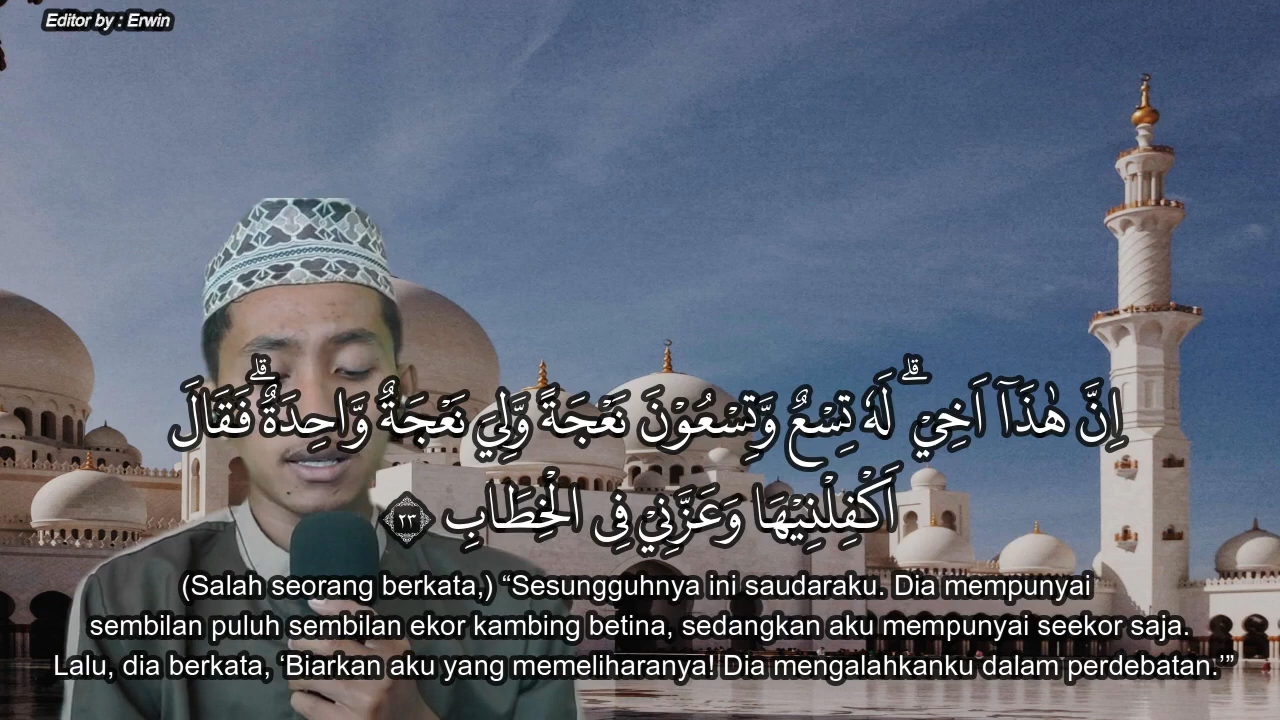 Editor by : Erwin
اِنَّ هٰذَآ اَخِيْ ۗ لَهٗ تِسْعٌ وَّتِسْعُوْنَ نَعْجَةً وَّلِيَ نَعْجَةٌ وَّاحِدَةٌ ۗ فَقَالَ
اَكْفِلْنِيْهَا وَعَزَّنِيْ فِى الْخِطَابِ ٢٣
(Salah seorang berkata,) “Sesungguhnya ini saudaraku. Dia mempunyai
sembilan puluh sembilan ekor kambing betina, sedangkan aku mempunyai seekor saja.
Lalu, dia berkata, ‘Biarkan aku yang memeliharanya! Dia mengalahkanku dalam perdebatan.’”